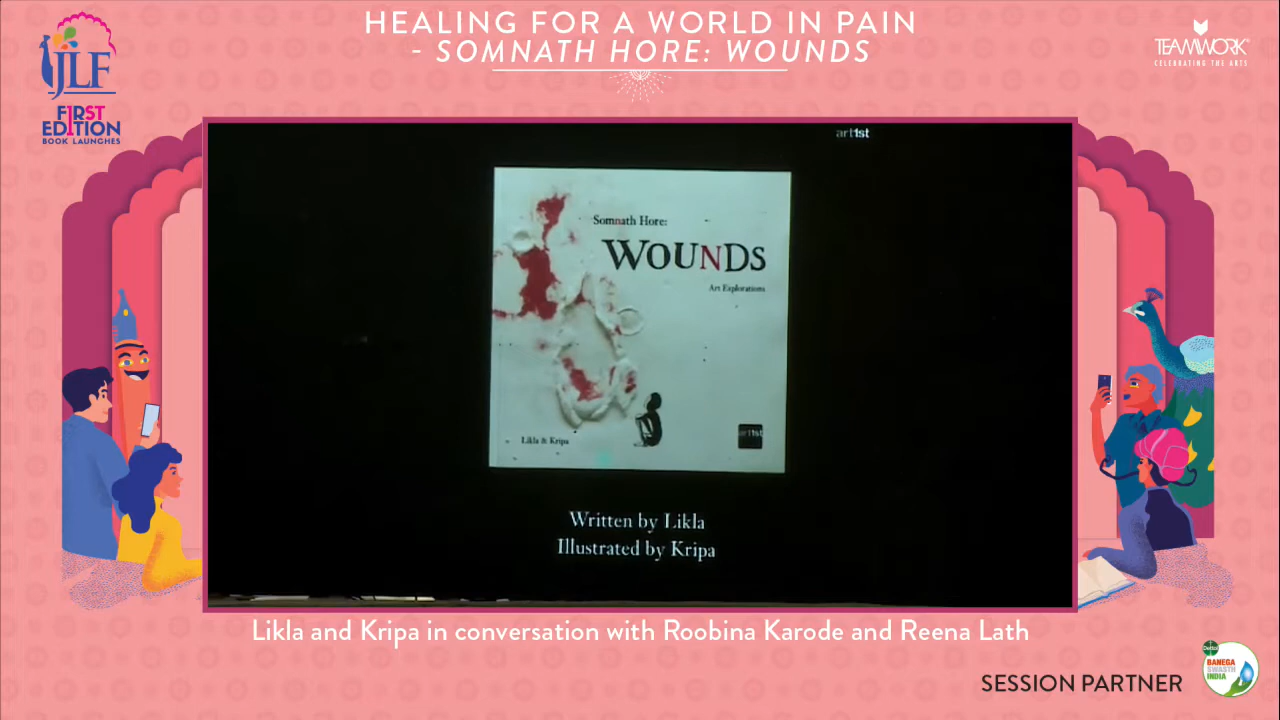 HEALING FOR A WORLD IN PAIN
- SOMNATH HORE: WOUNDS
JLF
FIRST
EDITION
BOOK LAUNCHES
TEAMWORK
CELEBRATING THE ARTS
art1st
Somnath Hore:
WOUNDS
Art Explorations
Likla & Kripa
art1st
Written by Likla
Illustrated by Kripa
Likla and Kripa in conversation with Roobina Karode and Reena Lath
SESSION PARTNER
Dettol
BANEGA
SWASTH
INDIA